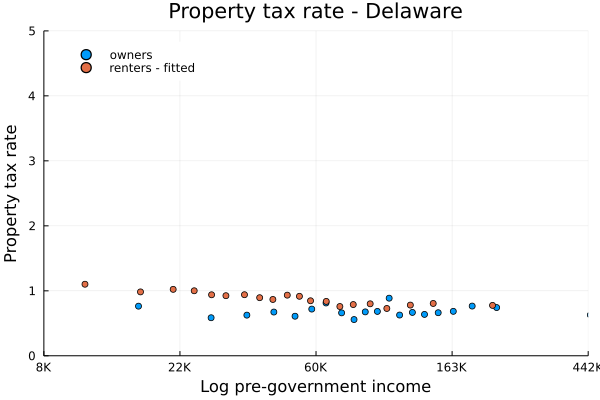 Property tax rate - Delaware
5
owners
renters - fitted
4
Property tax rate
3
2
1
0
8K 22K 60K 163K 442K
Log pre-government income